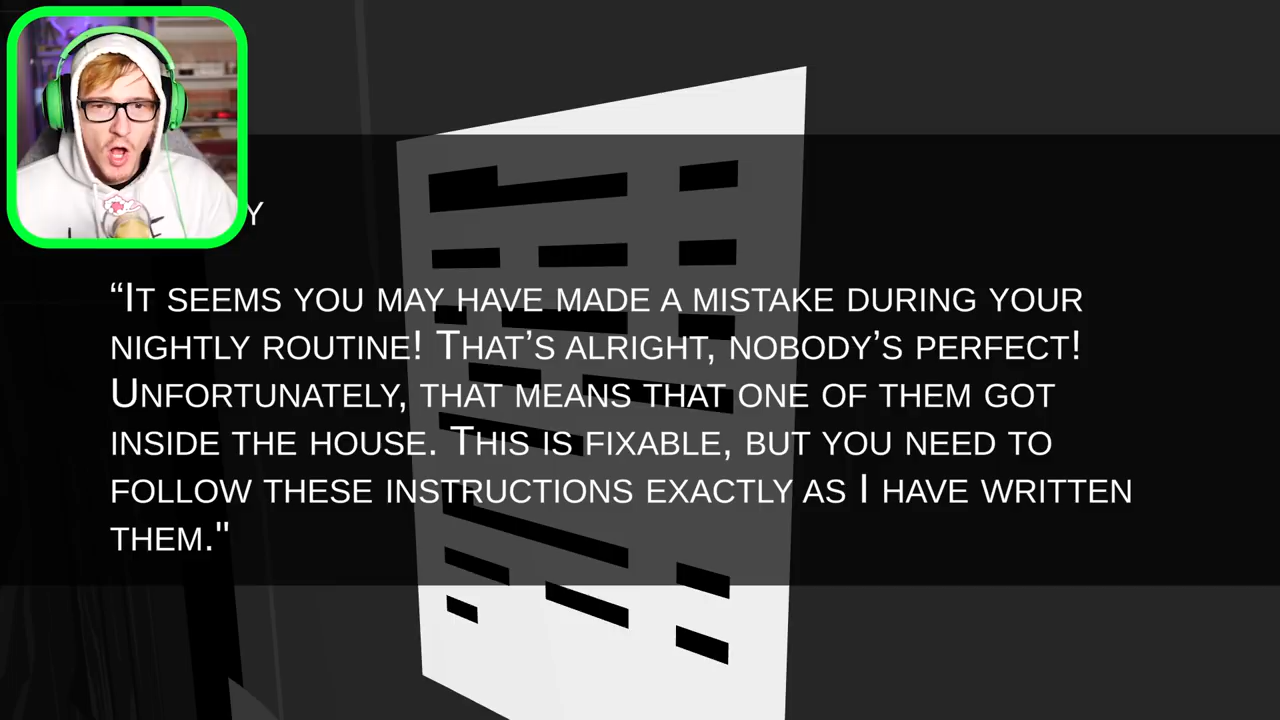 “IT SEEMS YOU MAY HAVE MADE A MISTAKE DURING YOUR
NIGHTLY ROUTINE! THAT’S ALRIGHT, NOBODY’S PERFECT!
UNFORTUNATELY, THAT MEANS THAT ONE OF THEM GOT
INSIDE THE HOUSE. THIS IS FIXABLE, BUT YOU NEED TO
FOLLOW THESE INSTRUCTIONS EXACTLY AS I HAVE WRITTEN
THEM."